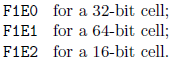 F1E0 for a 32-bit cell;
F1E1 for a 64-bit cell;
F1E2 for a 16-bit cell.